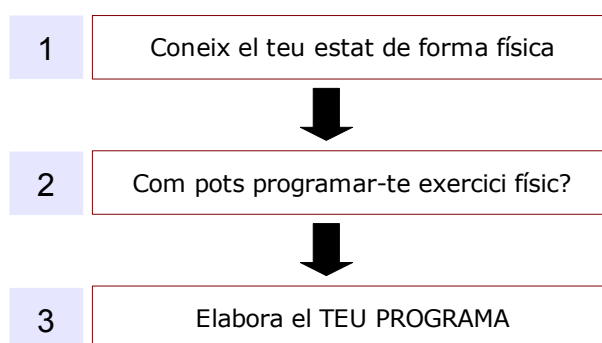 1 Coneix el teu estat de forma física
2 Com pots programar-te exercici físic?
3 Elabora el TEU PROGRAMA